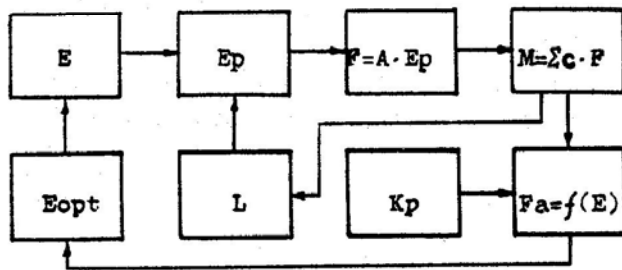 E
Ep
F=A·Ep
M=Σc·F
Eopt
L
Kp
Fa=f(E)